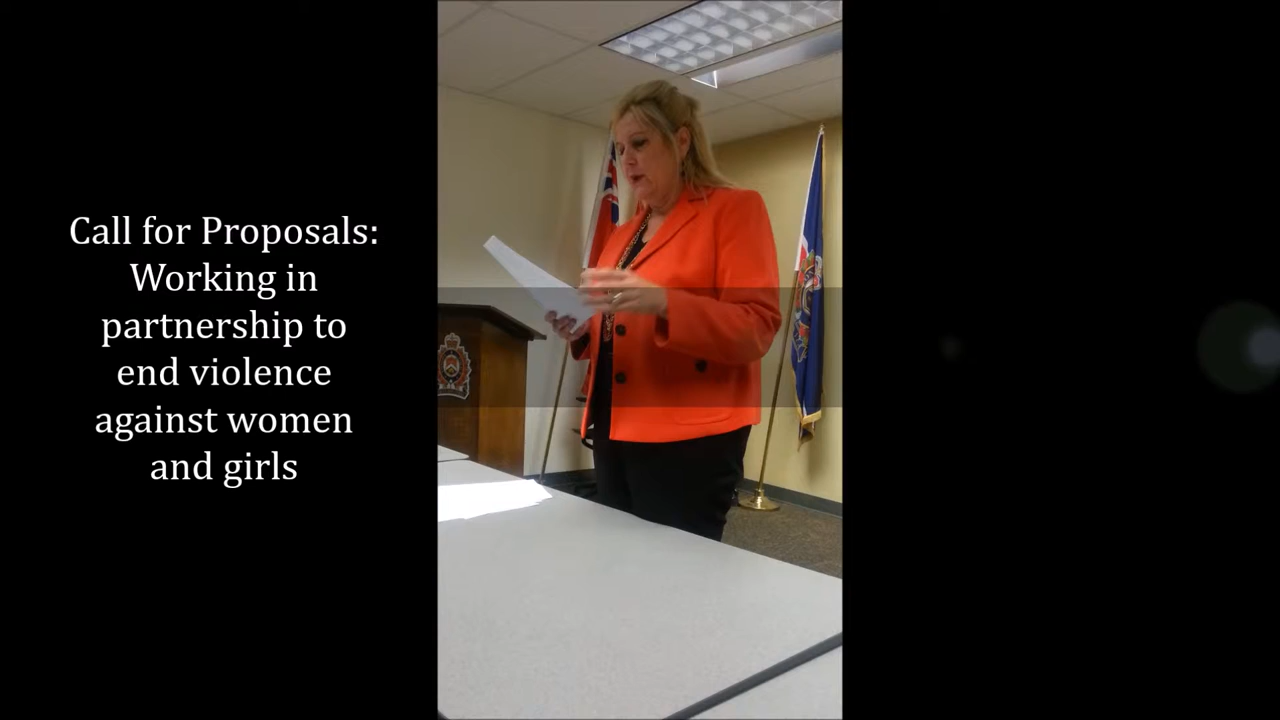 Call for Proposals:
Working in
partnership to
end violence
against women
and girls